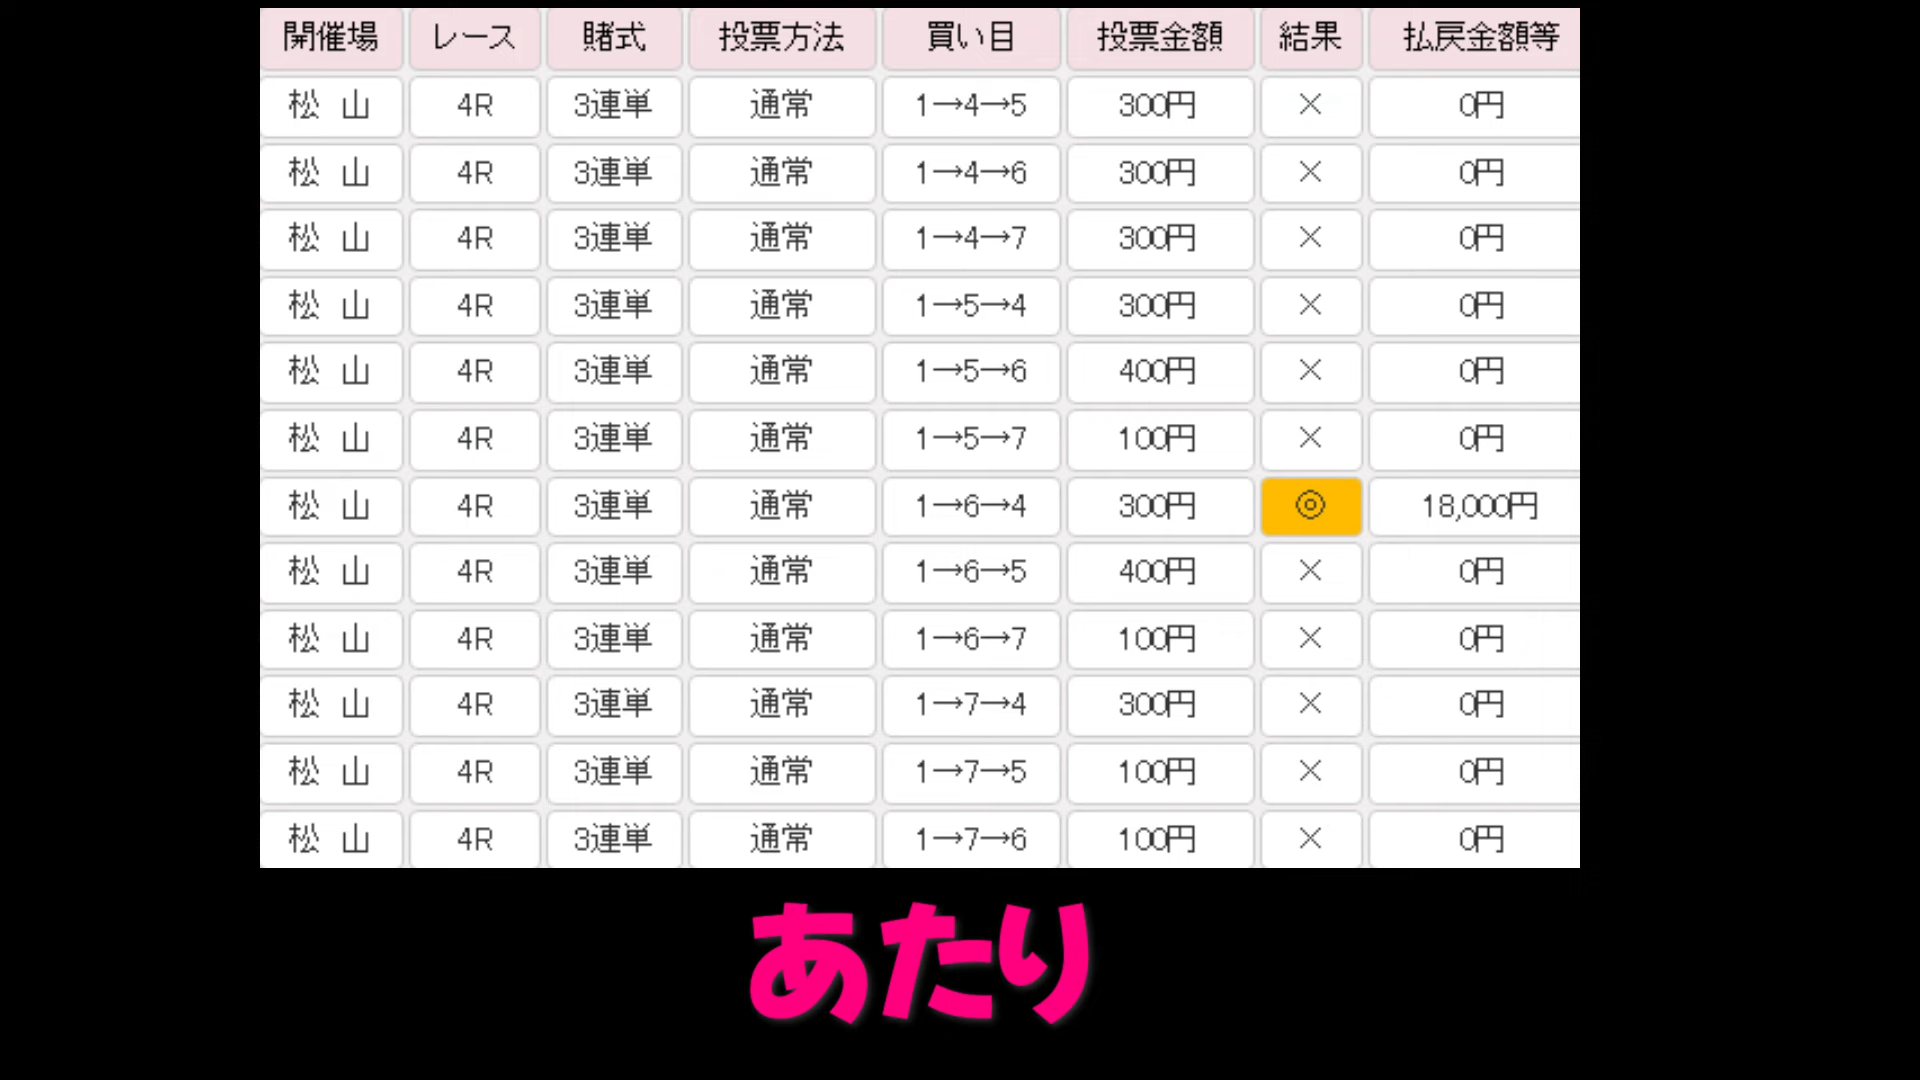 開催場 レース 賭式 投票方法 買い目 投票金額 結果 払戻金額等
松 山 4R 3連単 通常 1→4→5 300円 × 0円
松 山 4R 3連単 通常 1→4→6 300円 × 0円
松 山 4R 3連単 通常 1→4→7 300円 × 0円
松 山 4R 3連単 通常 1→5→4 300円 × 0円
松 山 4R 3連単 通常 1→5→6 400円 × 0円
松 山 4R 3連単 通常 1→5→7 100円 × 0円
松 山 4R 3連単 通常 1→6→4 300円 ◎ 18,000円
松 山 4R 3連単 通常 1→6→5 400円 × 0円
松 山 4R 3連単 通常 1→6→7 100円 × 0円
松 山 4R 3連単 通常 1→7→4 300円 × 0円
松 山 4R 3連単 通常 1→7→5 100円 × 0円
松 山 4R 3連単 通常 1→7→6 100円 × 0円
あたり